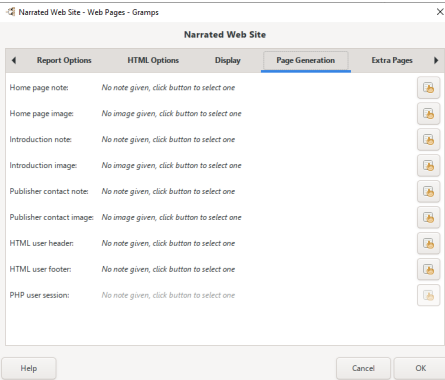 Narrated Web Site - Web Pages - Gramps
Narrated Web Site
Report Options HTML Options Display Page Generation Extra Pages
Home page note: No note given, click button to select one
Home page image: No image given, click button to select one
Introduction note: No note given, click button to select one
Introduction image: No image given, click button to select one
Publisher contact note: No note given, click button to select one
Publisher contact image: No image given, click button to select one
HTML user header: No note given, click button to select one
HTML user footer: No note given, click button to select one
PHP user session: No note given, click button to select one
Help Cancel OK